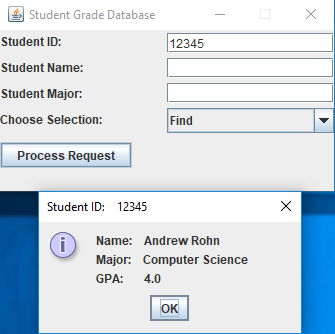 Student Grade Database
Student ID: 12345
Student Name:
Student Major:
Choose Selection: Find
Process Request
Student ID: 12345
Name: Andrew Rohn
Major: Computer Science
GPA: 4.0
OK